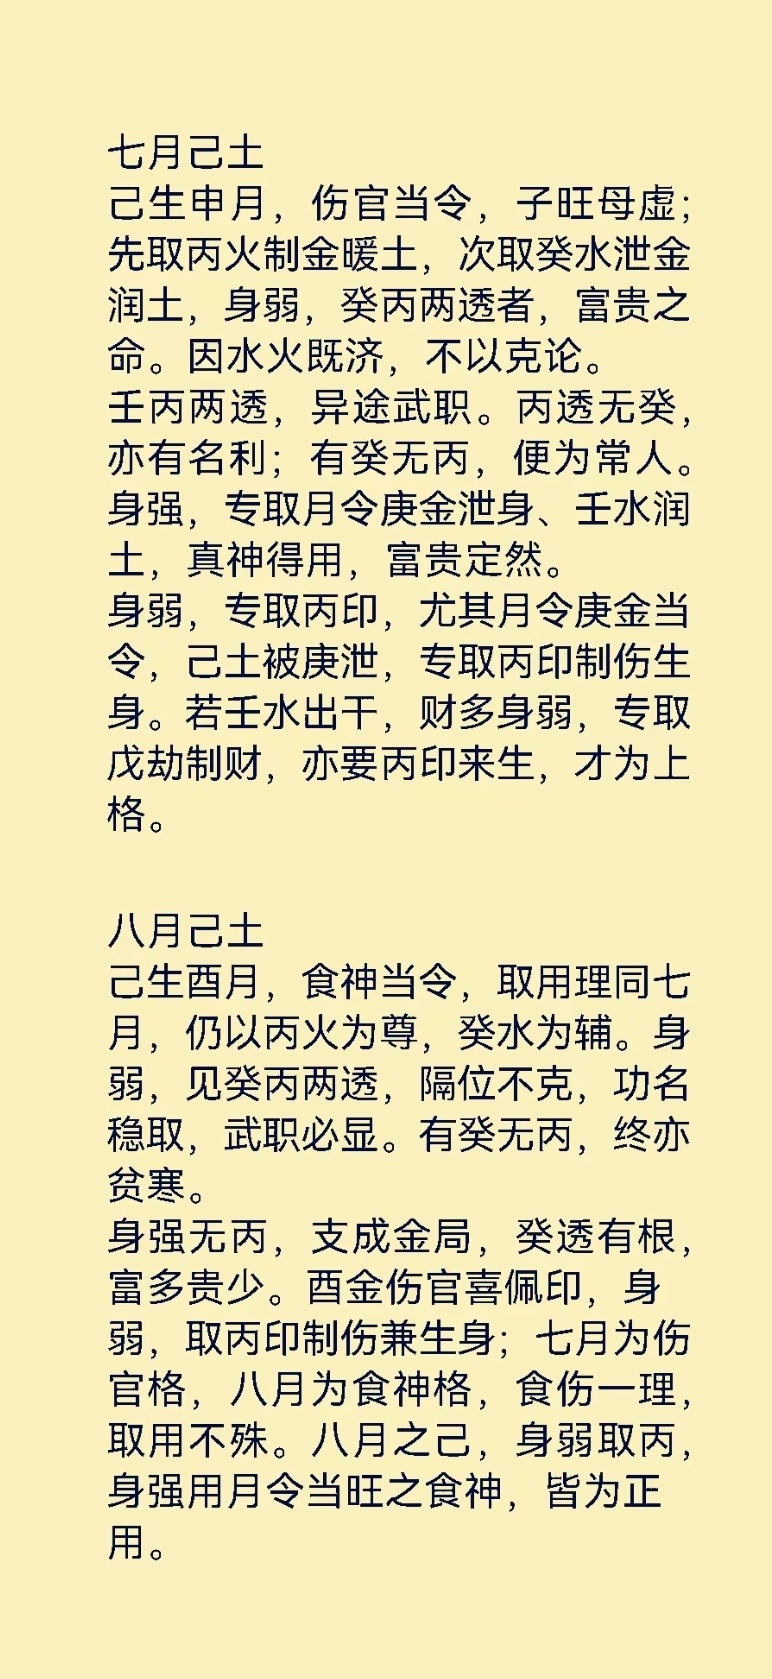 七月己土
己生申月，伤官当令，子旺母虚；
先取丙火制金暖土，次取癸水泄金
润土，身弱，癸丙两透者，富贵之
命。因水火既济，不以克论。
壬丙两透，异途武职。丙透无癸，
亦有名利；有癸无丙，便为常人。
身强，专取月令庚金泄身、壬水润
土，真神得用，富贵定然。
身弱，专取丙印，尤其月令庚金当
令，己土被庚泄，专取丙印制伤生
身。若壬水出干，财多身弱，专取
戊劫制财，亦要丙印来生，才为上
格。
八月己土
己生酉月，食神当令，取用理同七
月，仍以丙火为尊，癸水为辅。身
弱，见癸丙两透，隔位不克，功名
稳取，武职必显。有癸无丙，终亦
贫寒。
身强无丙，支成金局，癸透有根，
富多贵少。酉金伤官喜佩印，身
弱，取丙印制伤兼生身；七月为伤
官格，八月为食神格，食伤一理，
取用不殊。八月之己，身弱取丙，
身强用月令当旺之食神，皆为正
用。